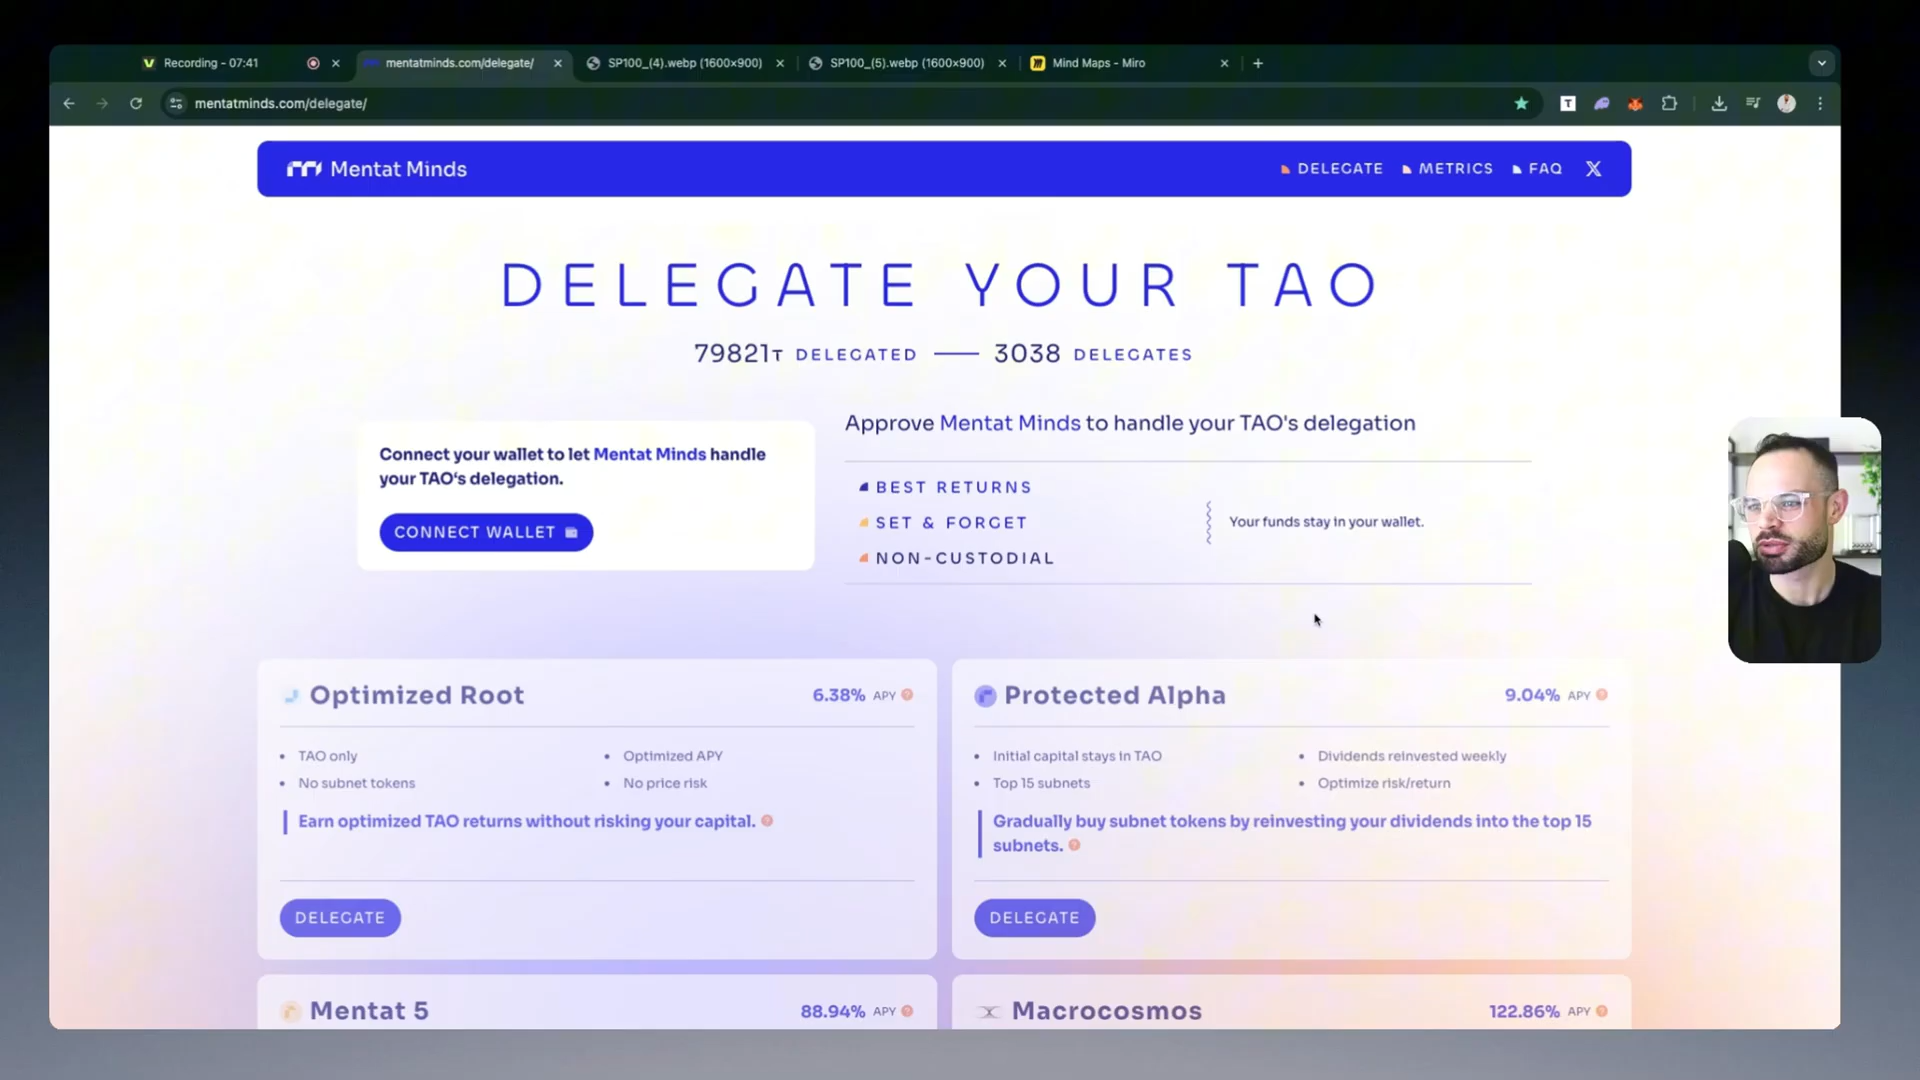 Recording - 07:41
mentatminds.com/delegate/
SP100_(4).webp (1600×900)
SP100_(5).webp (1600×900)
Mind Maps - Miro
mentatminds.com/delegate/
Mentat Minds
DELEGATE
METRICS
FAQ
DELEGATE YOUR TAO
79821τ DELEGATED
3038 DELEGATES
Connect your wallet to let Mentat Minds handle
your TAO's delegation.
CONNECT WALLET
Approve Mentat Minds to handle your TAO's delegation
BEST RETURNS
SET & FORGET
NON-CUSTODIAL
Your funds stay in your wallet.
Optimized Root
6.38% APY
TAO only
Optimized APY
No subnet tokens
No price risk
Earn optimized TAO returns without risking your capital.
DELEGATE
Protected Alpha
9.04% APY
Initial capital stays in TAO
Dividends reinvested weekly
Top 15 subnets
Optimize risk/return
Gradually buy subnet tokens by reinvesting your dividends into the top 15
subnets.
DELEGATE
Mentat 5
88.94% APY
Macrocosmos
122.86% APY